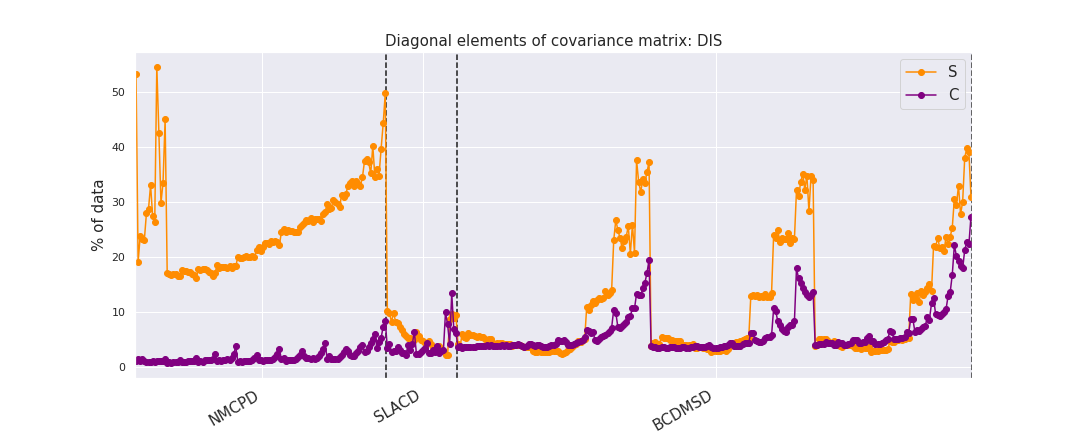 Diagonal elements of covariance matrix: DIS
S
C
50
40
30
20
10
0
% of data
NMCPD
SLACD
BCDMSD